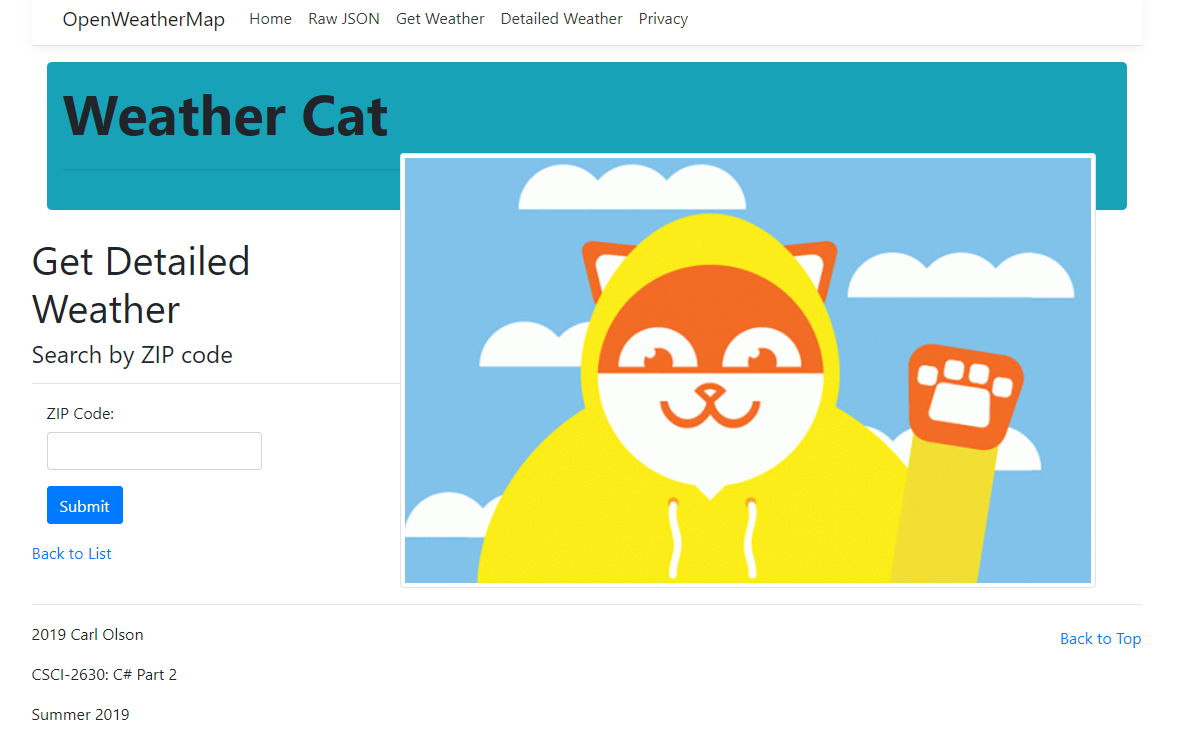 OpenWeatherMap Home Raw JSON Get Weather Detailed Weather Privacy
Weather Cat
Get Detailed
Weather
Search by ZIP code
ZIP Code:
Submit
Back to List
2019 Carl Olson
Back to Top
CSCI-2630: C# Part 2
Summer 2019